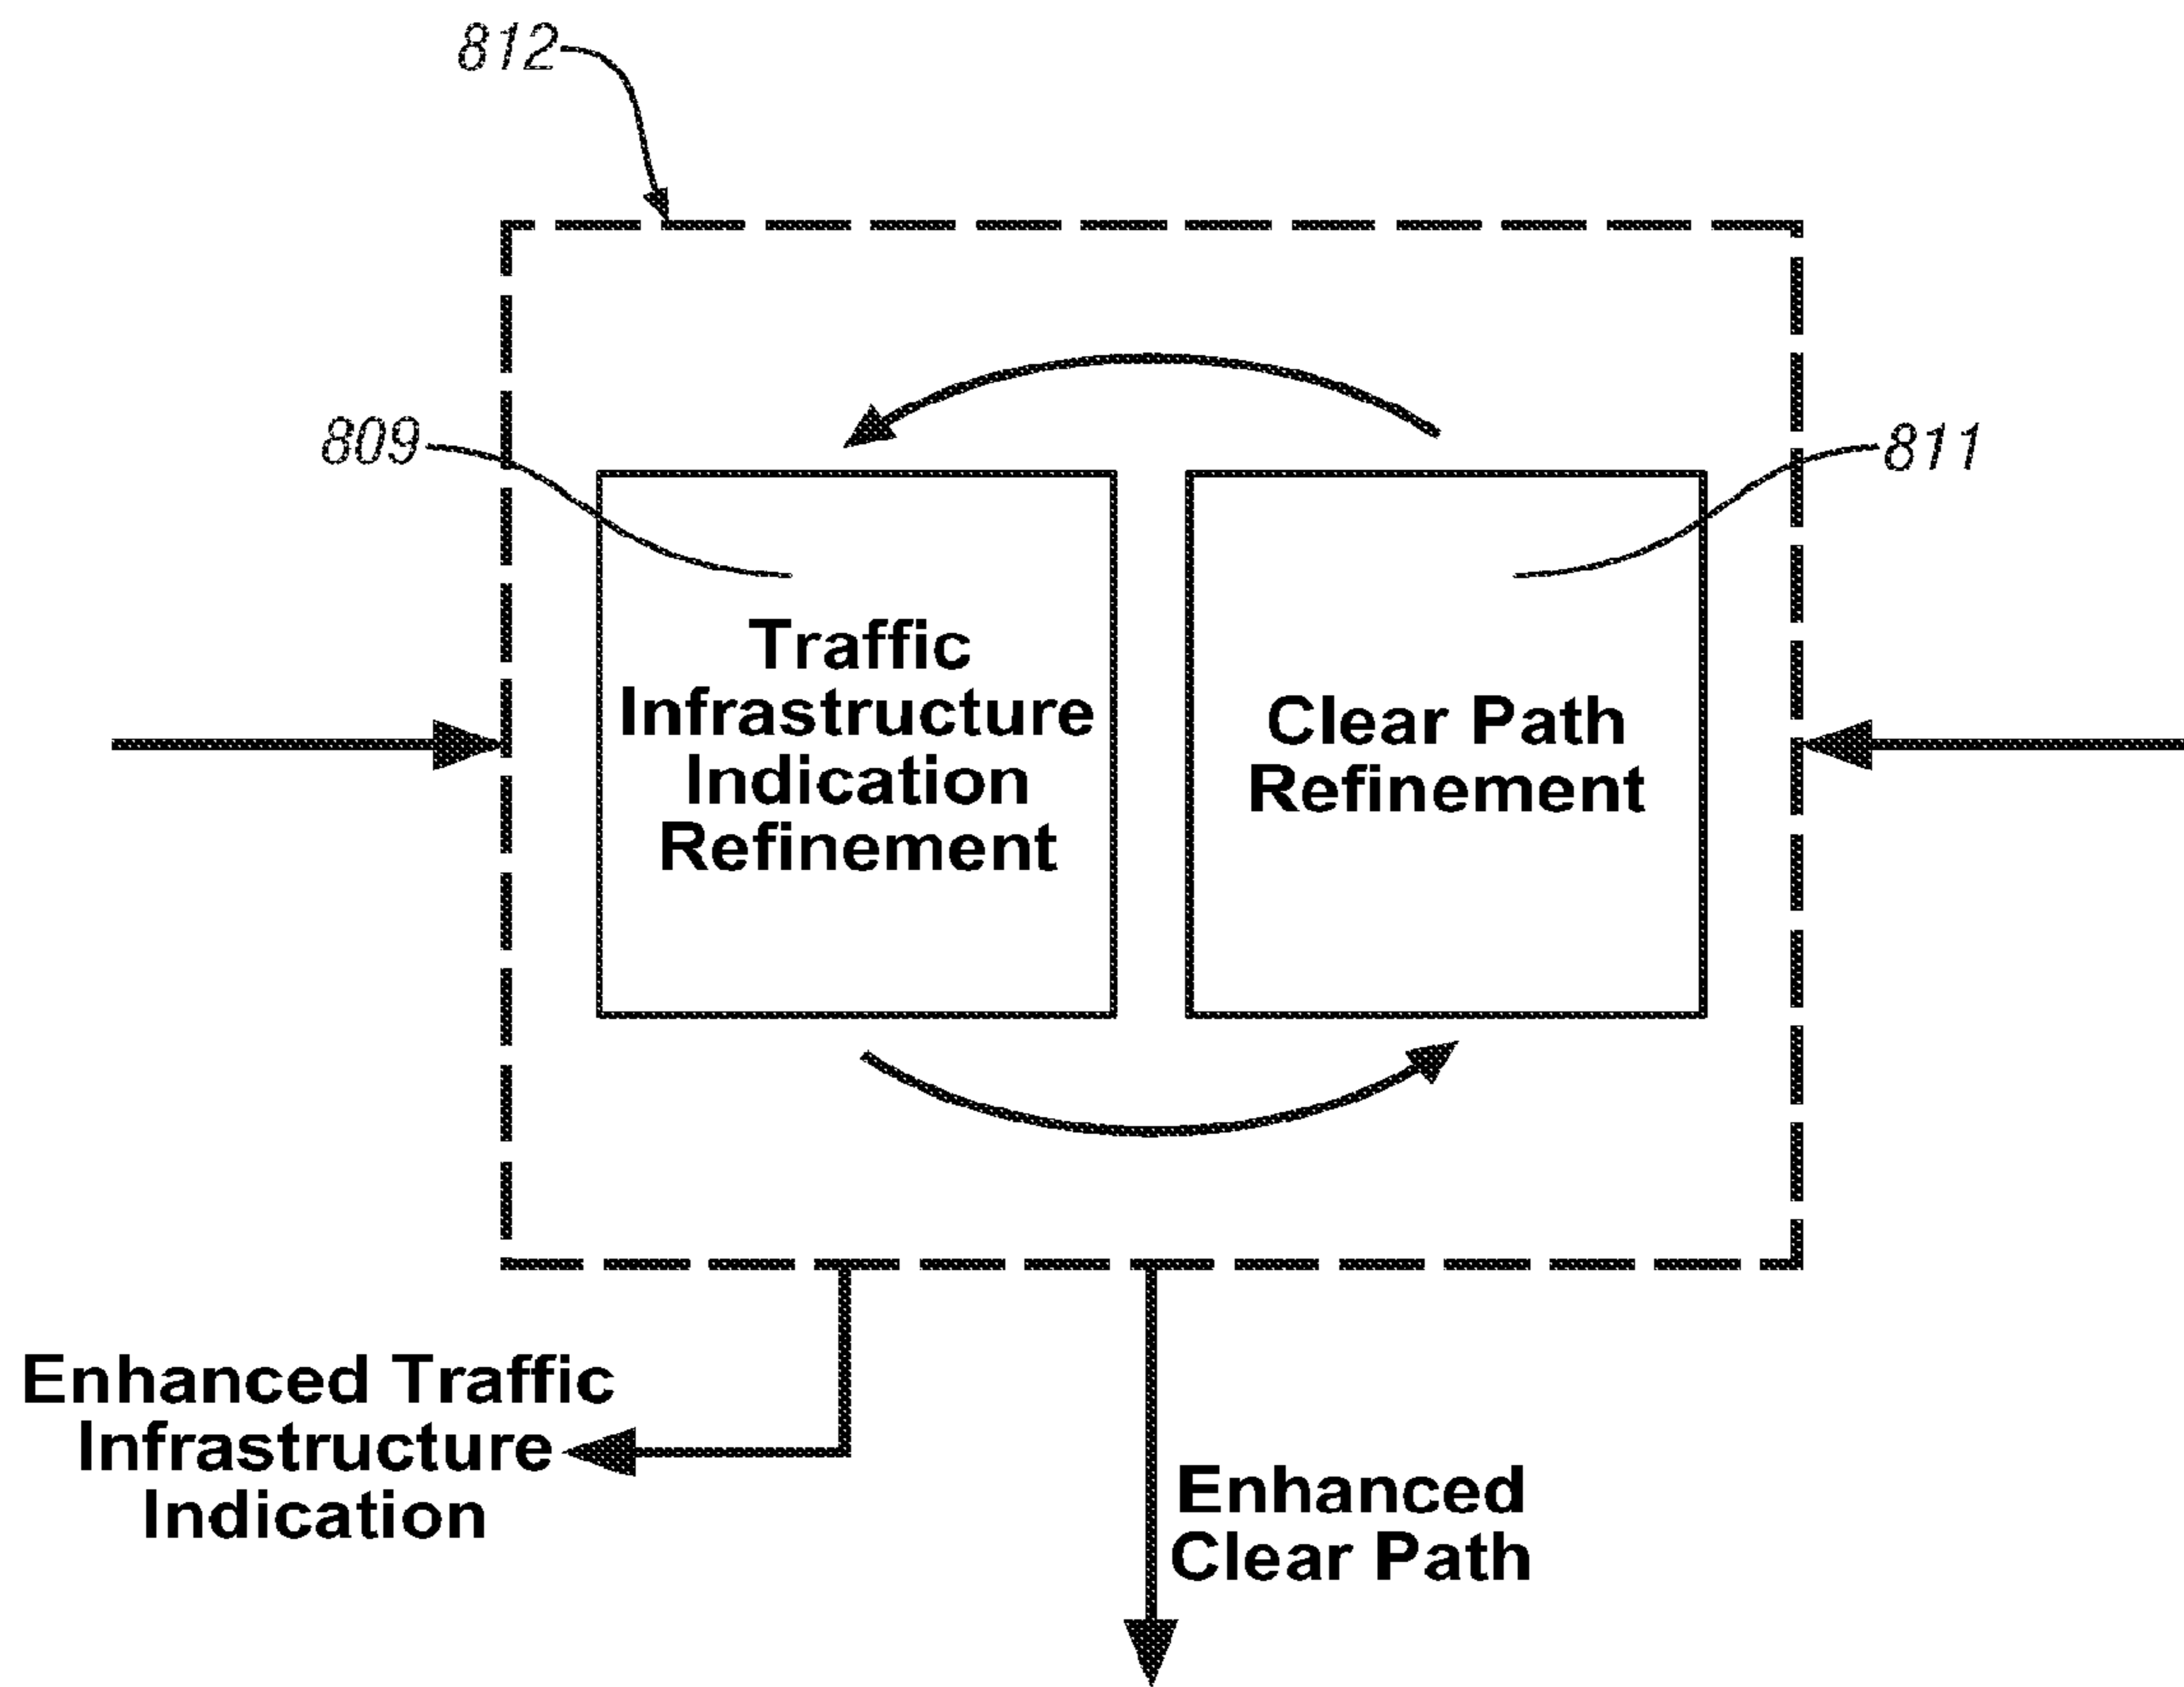 812
809
811
Traffic
Infrastructure
Indication
Refinement
Clear Path
Refinement
Enhanced Traffic
Infrastructure
Indication
Enhanced
Clear Path